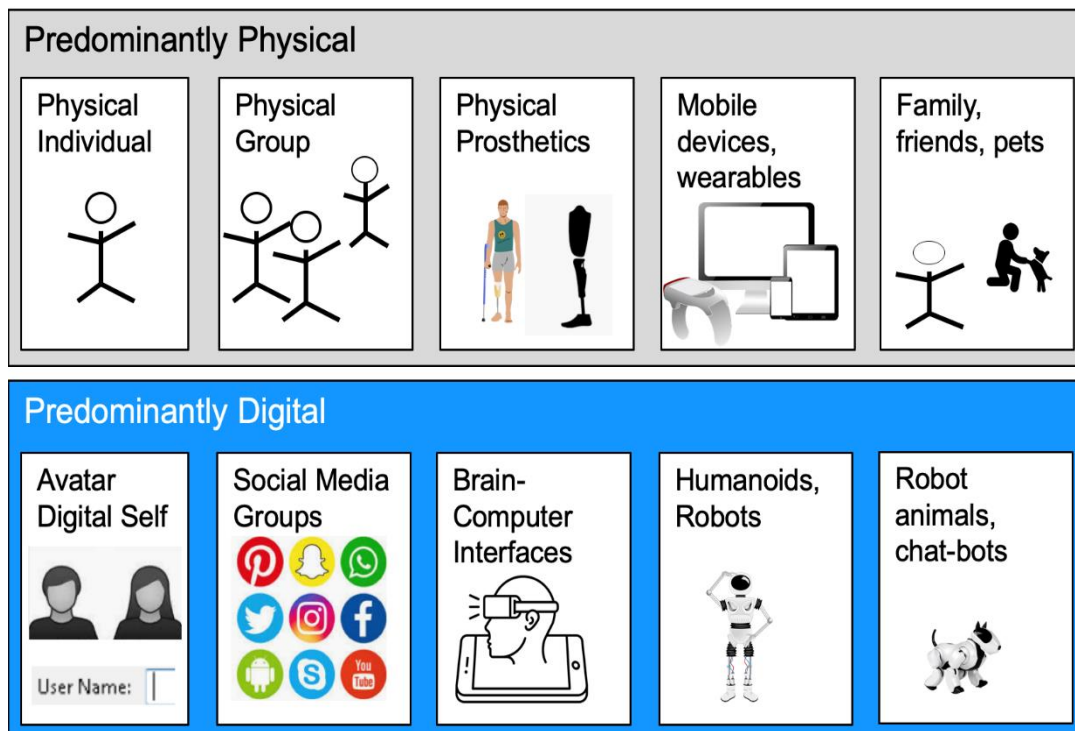 Predominantly Physical
Physical
Individual
Physical
Group
Physical
Prosthetics
Mobile
devices,
wearables
Family,
friends, pets
Predominantly Digital
Avatar
Digital Self
User Name:
Social Media
Groups
You
Tube
Brain-
Computer
Interfaces
Humanoids,
Robots
Robot
animals,
chat-bots